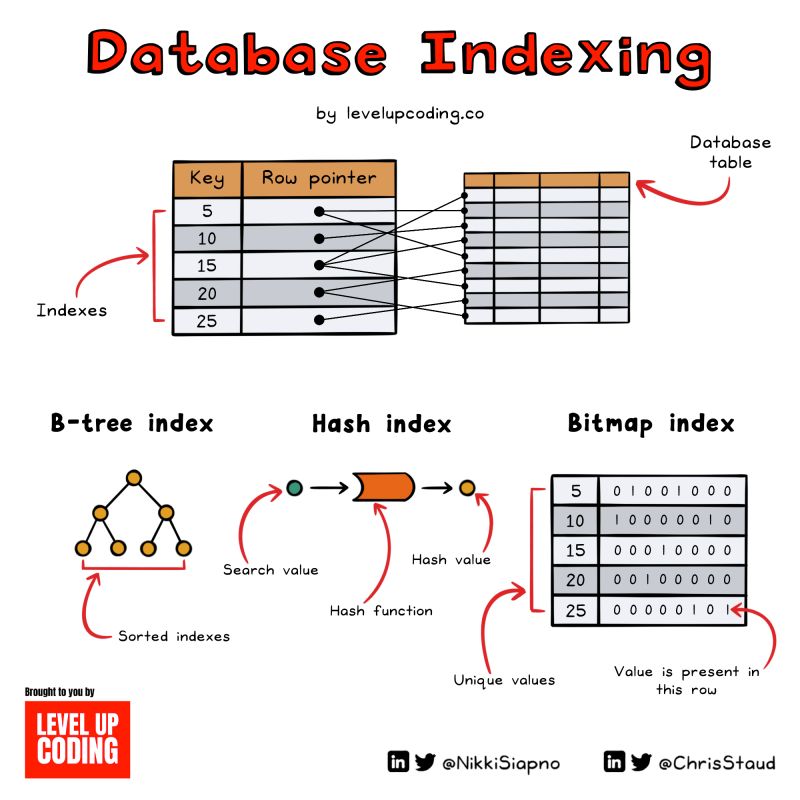 Database Indexing
by levelupcoding.co
Database
table
Key Row pointer
5
10
15
20
25
Indexes
B-tree index
Hash index
Bitmap index
Sorted indexes
Search value
Hash function
Hash value
5 0 1 0 0 1 0 0 0
10 1 0 0 0 0 0 1 0
15 0 0 0 1 0 0 0 0
20 0 0 1 0 0 0 0 0
25 0 0 0 0 0 1 0 1
Unique values
Value is present in
this row
Brought to you by
LEVEL UP
CODING
in @NikkiSiapno
in @ChrisStaud